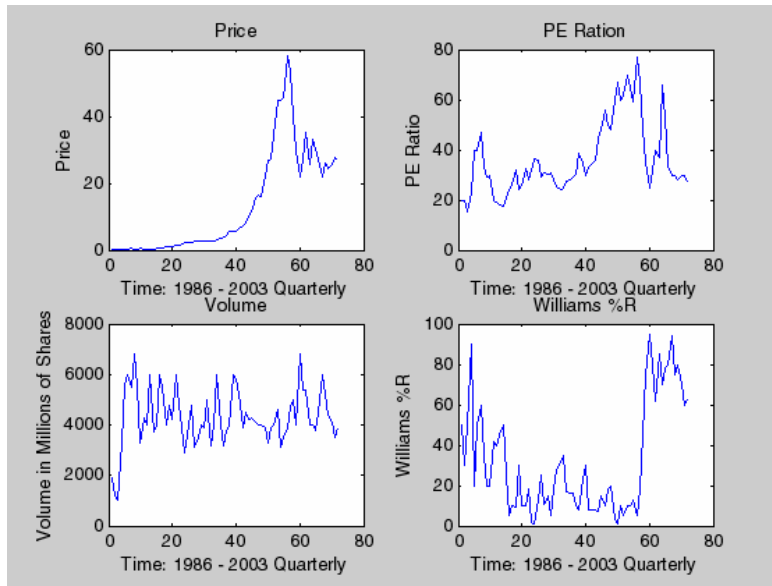 Price
PE Ration
60
40
20
0
Price
0 20 40 60 80
Time: 1986 - 2003 Quarterly
80
60
40
20
0
PE Ratio
0 20 40 60 80
Time: 1986 - 2003 Quarterly
Volume
Williams %R
8000
6000
4000
2000
0
Volume in Millions of Shares
0 20 40 60 80
Time: 1986 - 2003 Quarterly
100
80
60
40
20
0
Williams %R
0 20 40 60 80
Time: 1986 - 2003 Quarterly